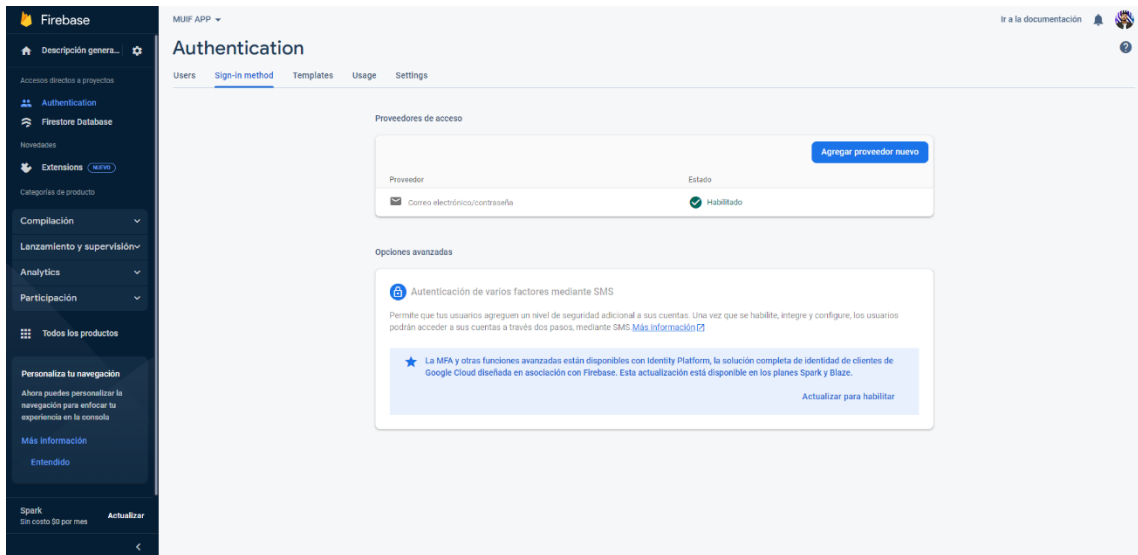 Firebase
Descripción genera...
Accesos directos a proyectos
Authentication
Firestore Database
Novedades
Extensions NUEVO
Categorías de producto
Compilación
Lanzamiento y supervisión
Analytics
Participación
Todos los productos
Personaliza tu navegación
Ahora puedes personalizar la
navegación para enfocar tu
experiencia en la consola
Más información
Entendido
Spark
Sin costo $0 por mes
Actualizar
MUIF APP
Ir a la documentación
Authentication
Users Sign-in method Templates Usage Settings
Proveedores de acceso
Agregar proveedor nuevo
Proveedor Estado
Correo electrónico/contraseña Habilitado
Opciones avanzadas
Autenticación de varios factores mediante SMS
Permite que tus usuarios agreguen un nivel de seguridad adicional a sus cuentas. Una vez que se habilite, integre y configure, los usuarios
podrán acceder a sus cuentas a través dos pasos, mediante SMS.Más información
La MFA y otras funciones avanzadas están disponibles con Identity Platform, la solución completa de identidad de clientes de
Google Cloud diseñada en asociación con Firebase. Esta actualización está disponible en los planes Spark y Blaze.
Actualizar para habilitar